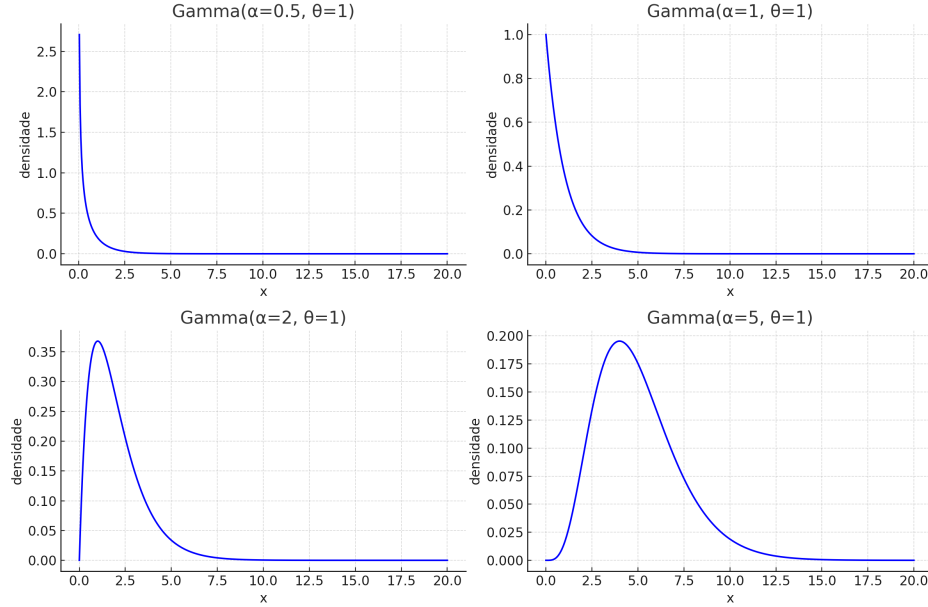 Gamma(α=0.5, θ=1)
2.5
2.0
1.5
1.0
0.5
0.0
densidade
0.0 2.5 5.0 7.5 10.0 12.5 15.0 17.5 20.0
x
Gamma(α=1, θ=1)
1.0
0.8
0.6
0.4
0.2
0.0
densidade
0.0 2.5 5.0 7.5 10.0 12.5 15.0 17.5 20.0
x
Gamma(α=2, θ=1)
0.35
0.30
0.25
0.20
0.15
0.10
0.05
0.00
densidade
0.0 2.5 5.0 7.5 10.0 12.5 15.0 17.5 20.0
x
Gamma(α=5, θ=1)
0.200
0.175
0.150
0.125
0.100
0.075
0.050
0.025
0.000
densidade
0.0 2.5 5.0 7.5 10.0 12.5 15.0 17.5 20.0
x